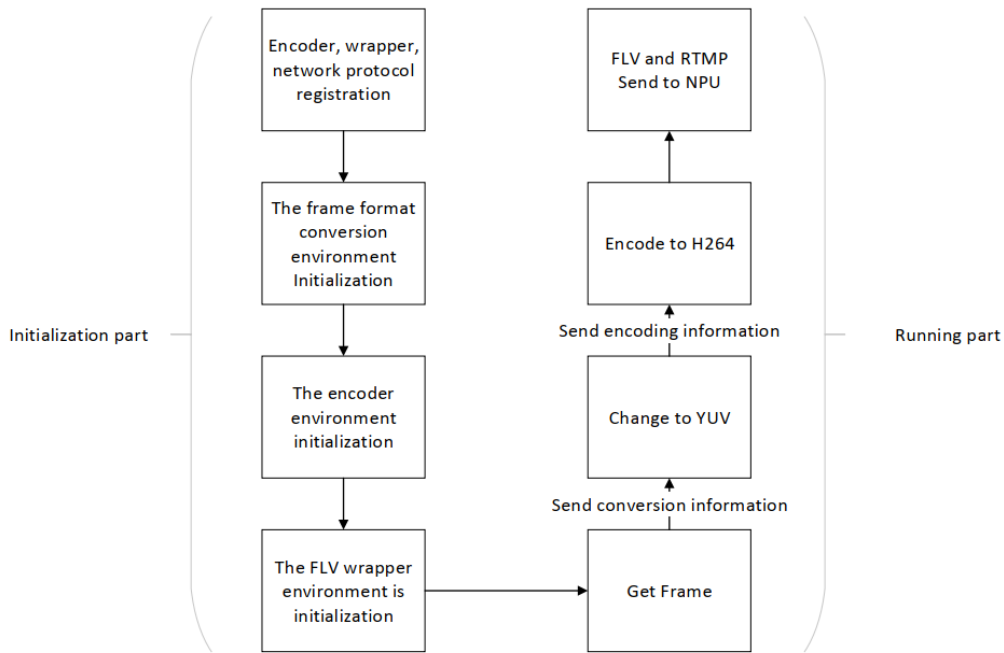 Encoder, wrapper,
network protocol
registration
FLV and RTMP
Send to NPU
The frame format
conversion
environment
Initialization
Encode to H264
Initialization part
Send encoding information
Running part
The encoder
environment
initialization
Change to YUV
Send conversion information
The FLV wrapper
environment is
initialization
Get Frame